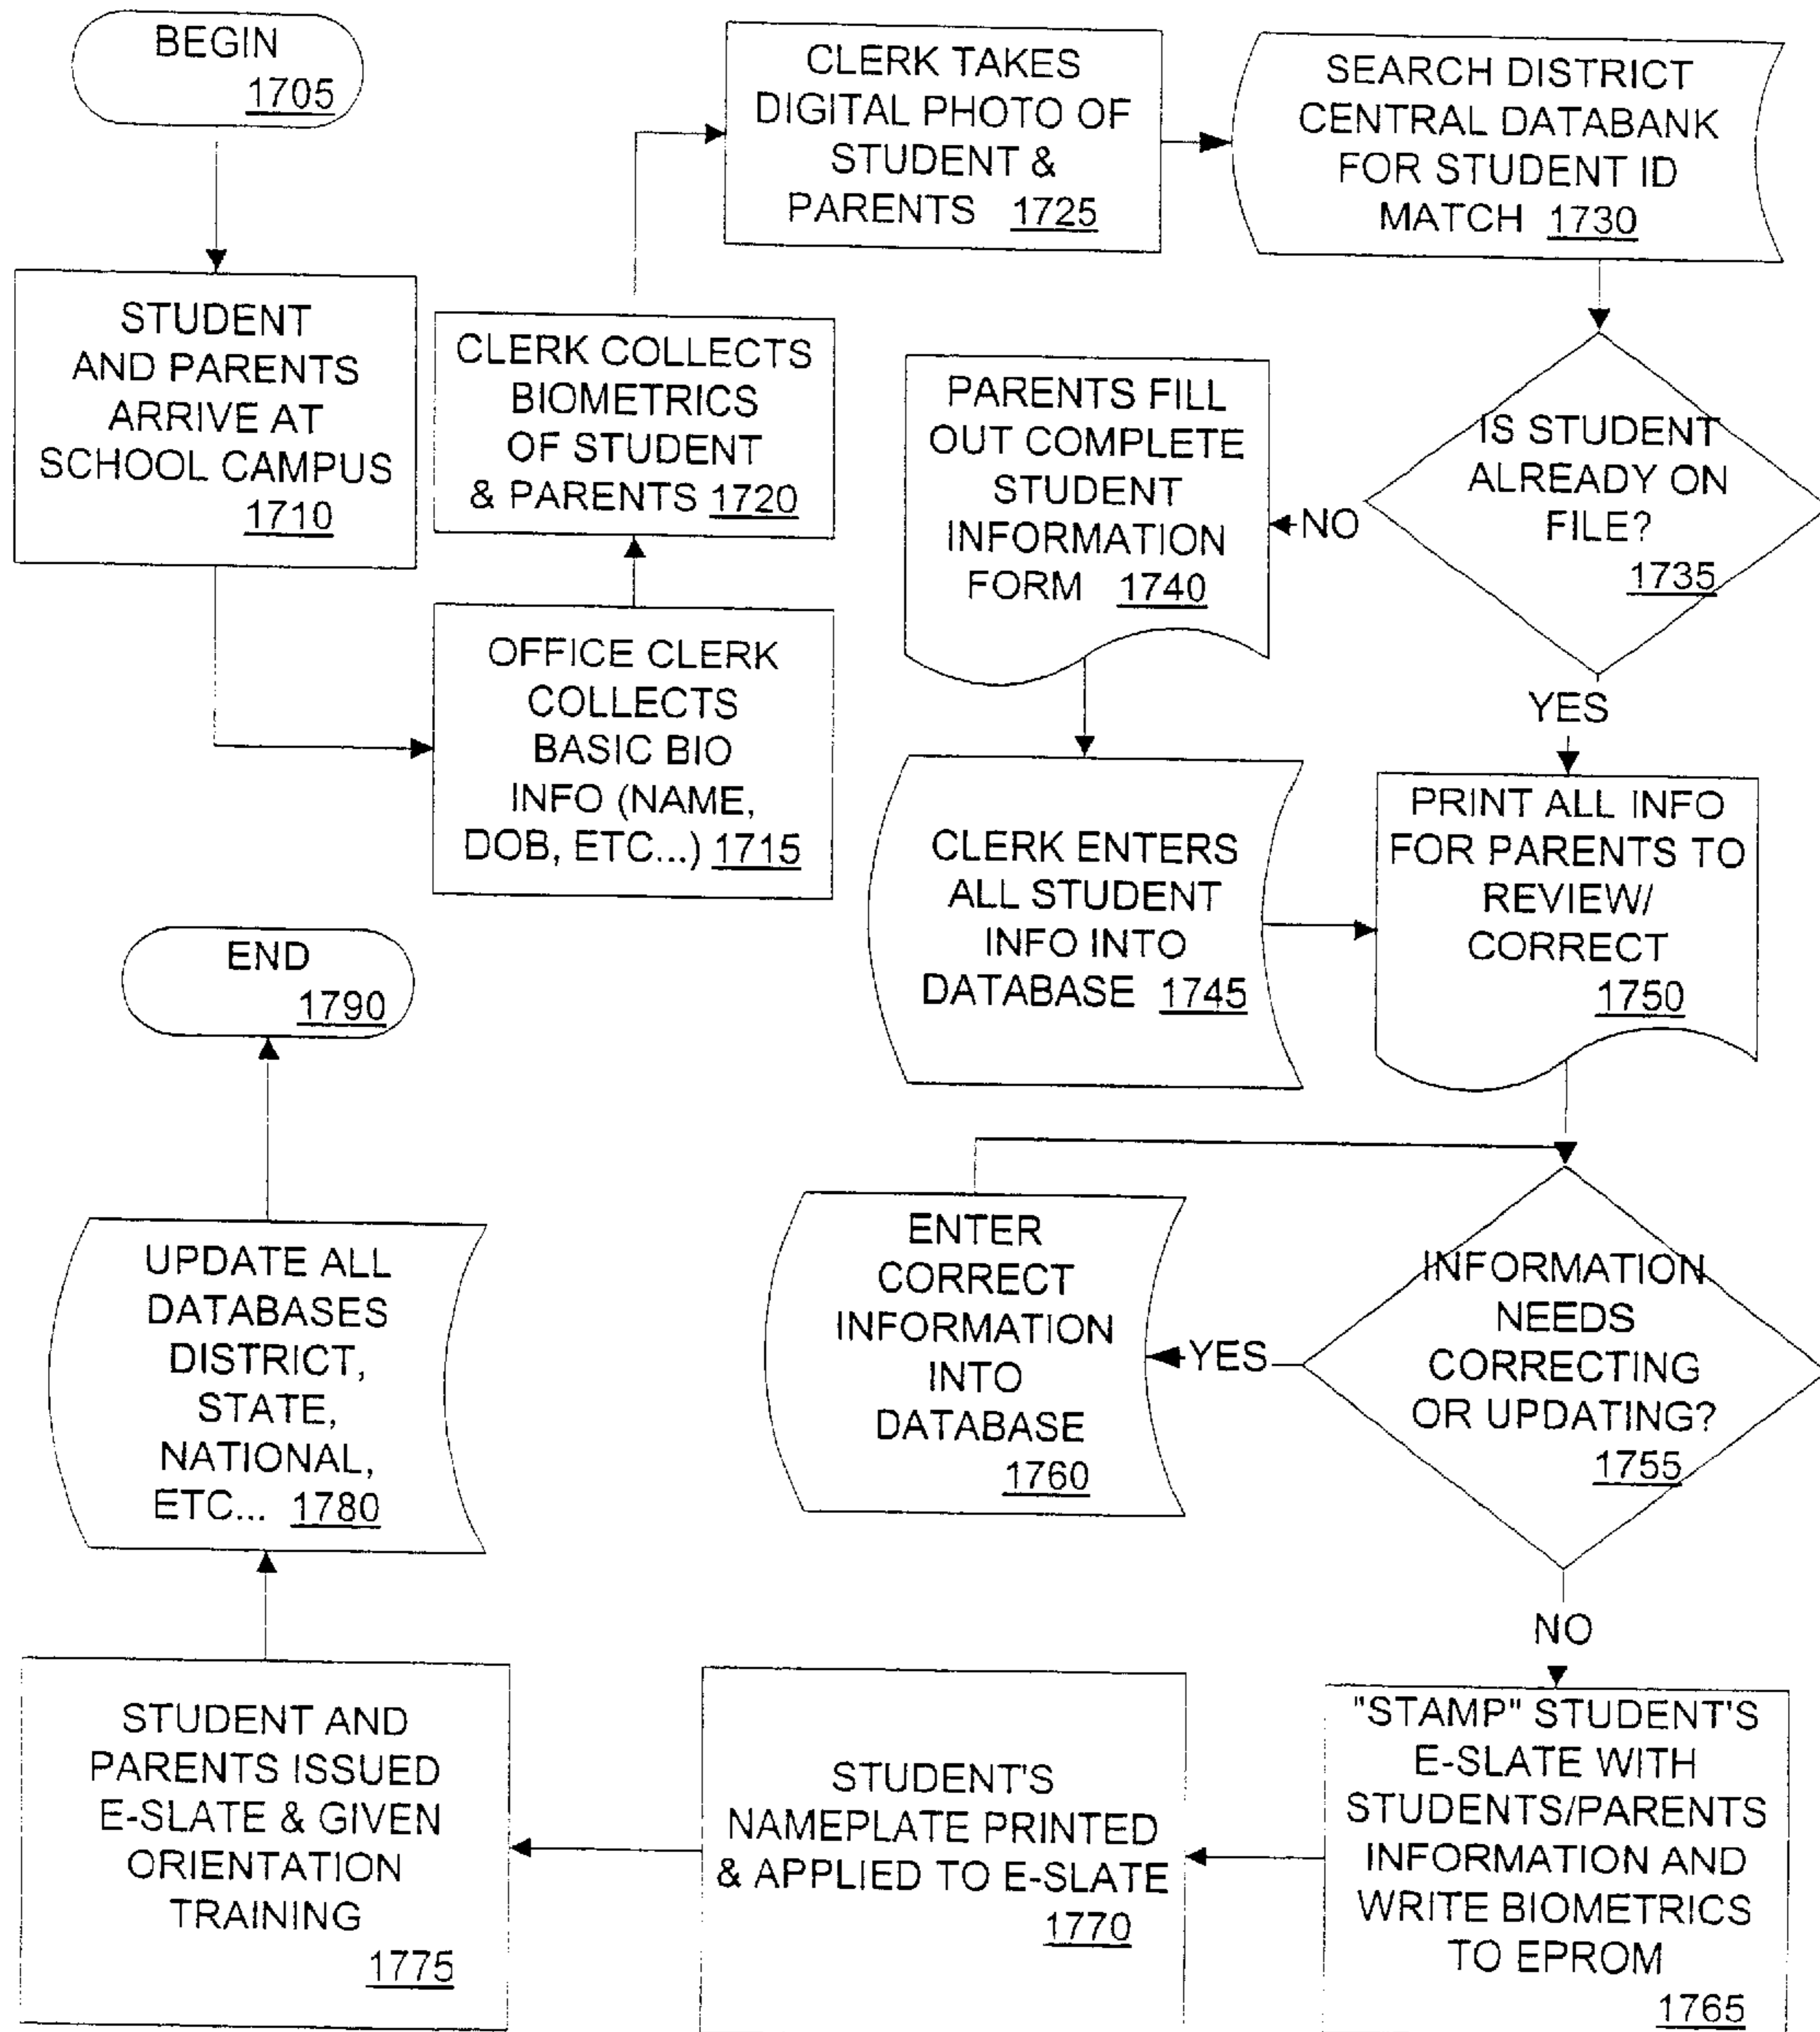 BEGIN
1705
STUDENT
AND PARENTS
ARRIVE AT
SCHOOL CAMPUS
1710
OFFICE CLERK
COLLECTS
BASIC BIO
INFO (NAME,
DOB, ETC...) 1715
CLERK COLLECTS
BIOMETRICS
OF STUDENT
& PARENTS 1720
CLERK TAKES
DIGITAL PHOTO OF
STUDENT &
PARENTS 1725
SEARCH DISTRICT
CENTRAL DATABANK
FOR STUDENT ID
MATCH 1730
IS STUDENT
ALREADY ON
FILE?
1735
NO
PARENTS FILL
OUT COMPLETE
STUDENT
INFORMATION
FORM 1740
CLERK ENTERS
ALL STUDENT
INFO INTO
DATABASE 1745
YES
PRINT ALL INFO
FOR PARENTS TO
REVIEW/
CORRECT
1750
INFORMATION
NEEDS
CORRECTING
OR UPDATING?
1755
YES
ENTER
CORRECT
INFORMATION
INTO
DATABASE
1760
NO
"STAMP" STUDENT'S
E-SLATE WITH
STUDENTS/PARENTS
INFORMATION AND
WRITE BIOMETRICS
TO EPROM
1765
STUDENT'S
NAMEPLATE PRINTED
& APPLIED TO E-SLATE
1770
STUDENT AND
PARENTS ISSUED
E-SLATE & GIVEN
ORIENTATION
TRAINING
1775
UPDATE ALL
DATABASES
DISTRICT,
STATE,
NATIONAL,
ETC... 1780
END
1790